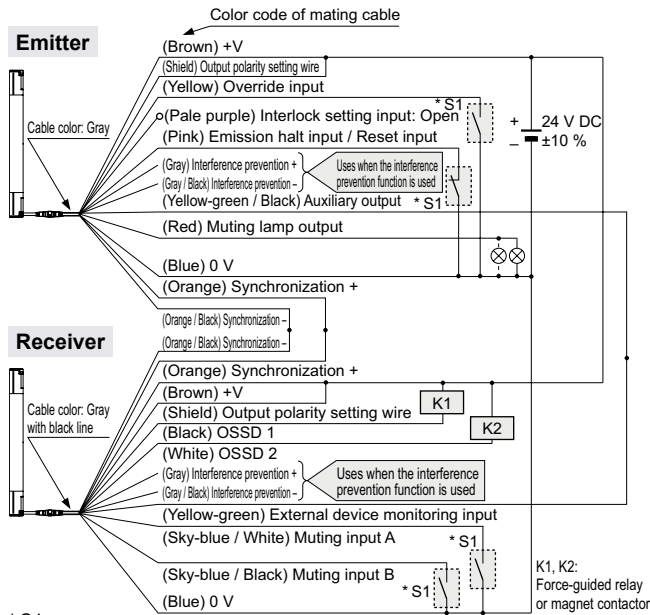 Color code of mating cable
Emitter
(Brown) +V
(Shield) Output polarity setting wire
(Yellow) Override input
* S1
(Pale purple) Interlock setting input: Open
+ 24 V DC
– ±10 %
Cable color: Gray
(Pink) Emission halt input / Reset input
(Gray) Interference prevention +
(Gray / Black) Interference prevention –
Uses when the interference
prevention function is used
(Yellow-green / Black) Auxiliary output
* S1
(Red) Muting lamp output
(Blue) 0 V
(Orange) Synchronization +
(Orange / Black) Synchronization –
(Orange / Black) Synchronization –
Receiver
(Orange) Synchronization +
(Brown) +V
K1
Cable color: Gray
with black line
(Shield) Output polarity setting wire
(Black) OSSD 1
K2
(White) OSSD 2
(Gray) Interference prevention +
(Gray / Black) Interference prevention –
Uses when the interference
prevention function is used
(Yellow-green) External device monitoring input
(Sky-blue / White) Muting input A
* S1
(Sky-blue / Black) Muting input B
* S1
(Blue) 0 V
K1, K2:
Force-guided relay
or magnet contactor
* S1